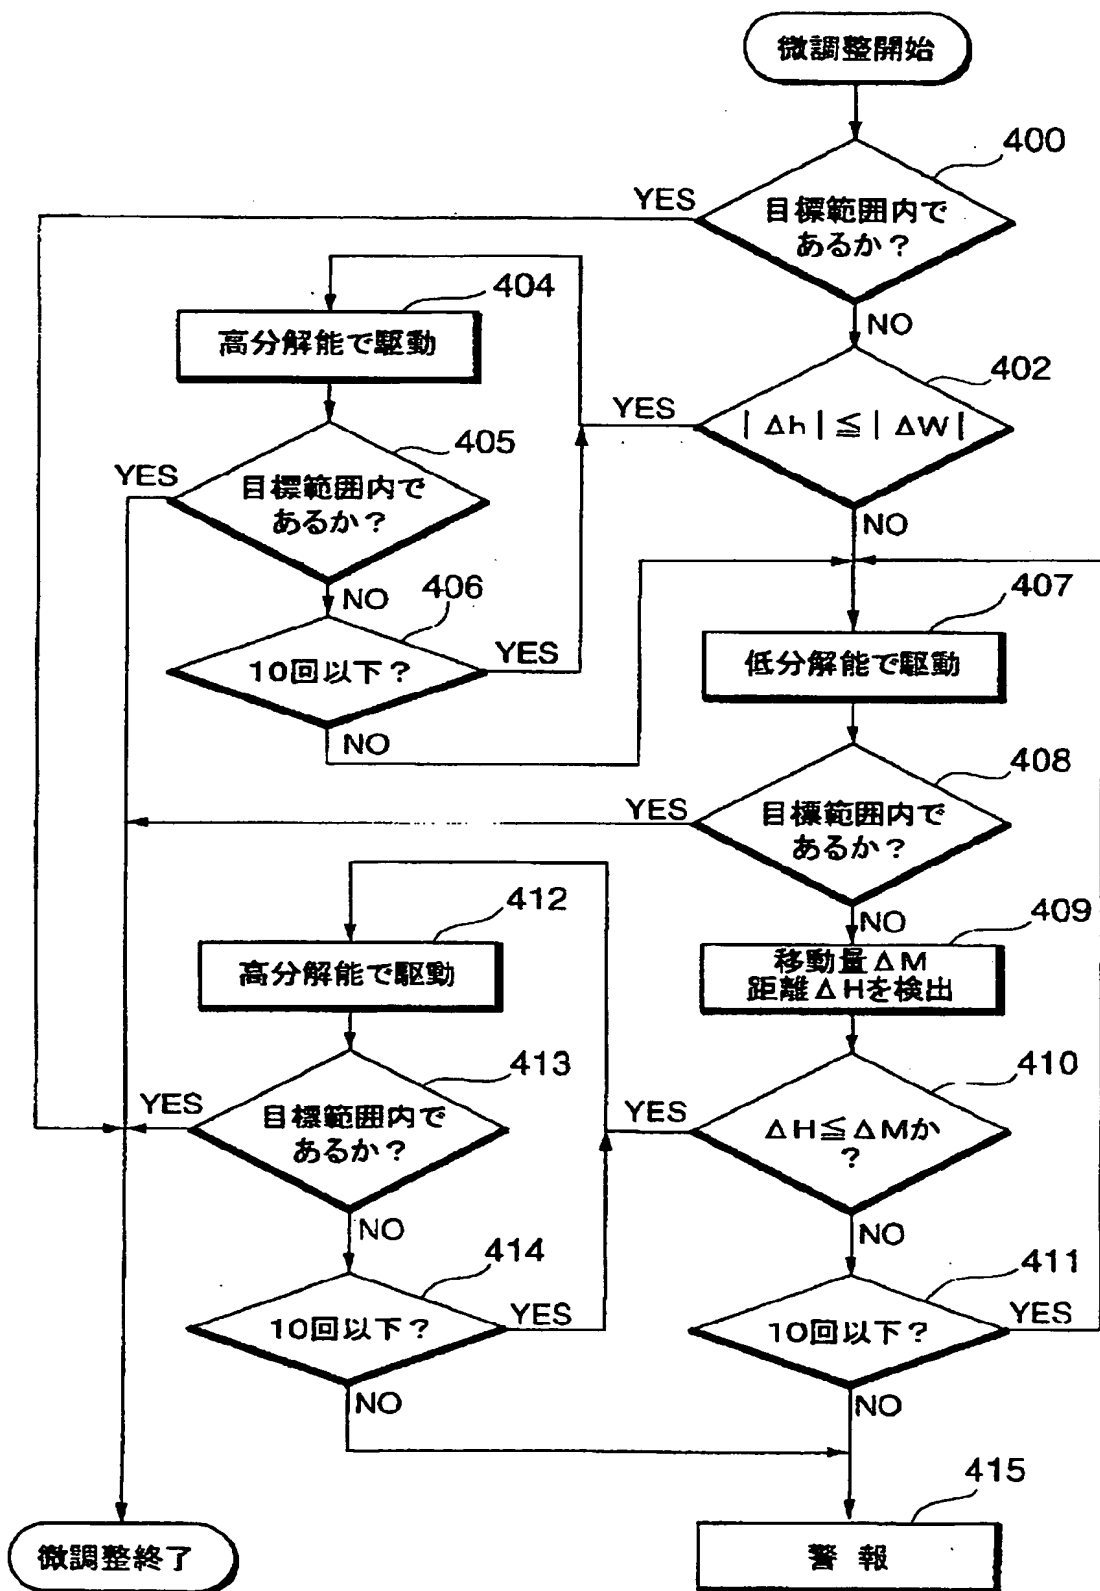 微調整開始
400
YES
目標範囲内で
あるか？
NO
404
高分解能で駆動
402
YES
｜Δh｜≦｜ΔW｜
NO
405
YES
目標範囲内で
あるか？
NO
406
10回以下？
YES
NO
407
低分解能で駆動
408
YES
目標範囲内で
あるか？
NO
409
移動量ΔM
距離ΔHを検出
412
高分解能で駆動
410
YES
ΔH≦ΔMか
？
NO
413
YES
目標範囲内で
あるか？
NO
414
10回以下？
YES
NO
411
10回以下？
YES
NO
415
警 報
微調整終了